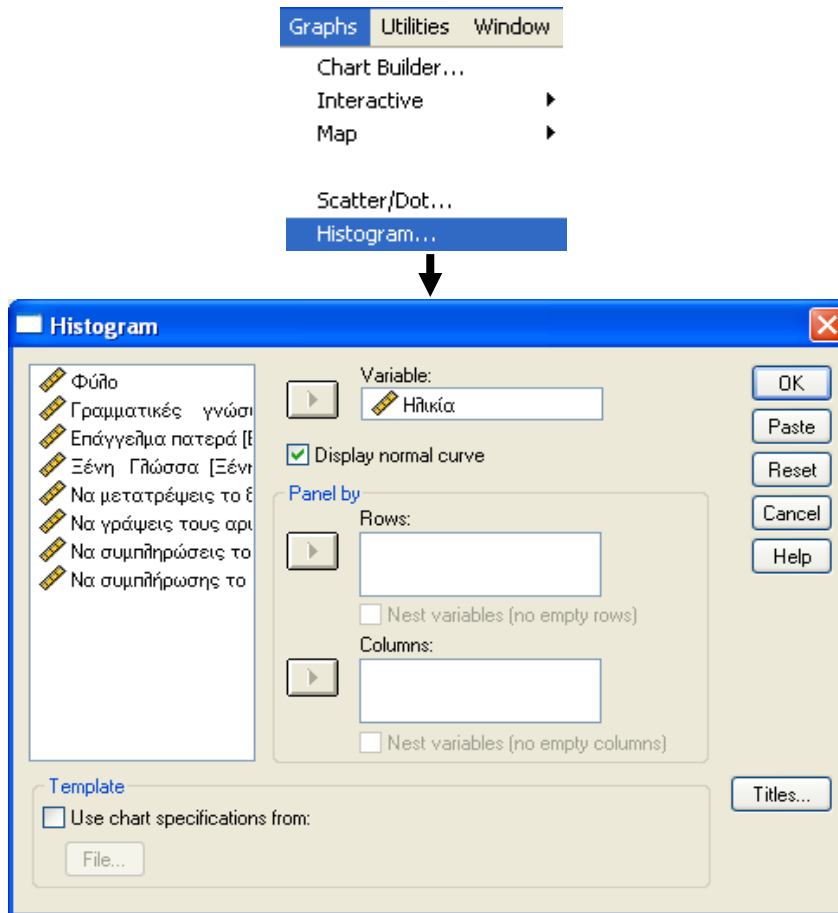 Graphs Utilities Window
Chart Builder...
Interactive
Map
Scatter/Dot...
Histogram...
Histogram
Φύλο
Γραμματικές γνώσι
Επάγγελμα πατερά [Ε
Ξένη Γλώσσα [Ξένη
Να μετατρέψεις το δ
Να γράψεις τους αρι
Να συμπληρώσεις το
Να συμπλήρωσης το
Variable:
Ηλικία
Display normal curve
Panel by
Rows:
Nest variables (no empty rows)
Columns:
Nest variables (no empty columns)
OK
Paste
Reset
Cancel
Help
Template
Use chart specifications from:
File...
Titles...